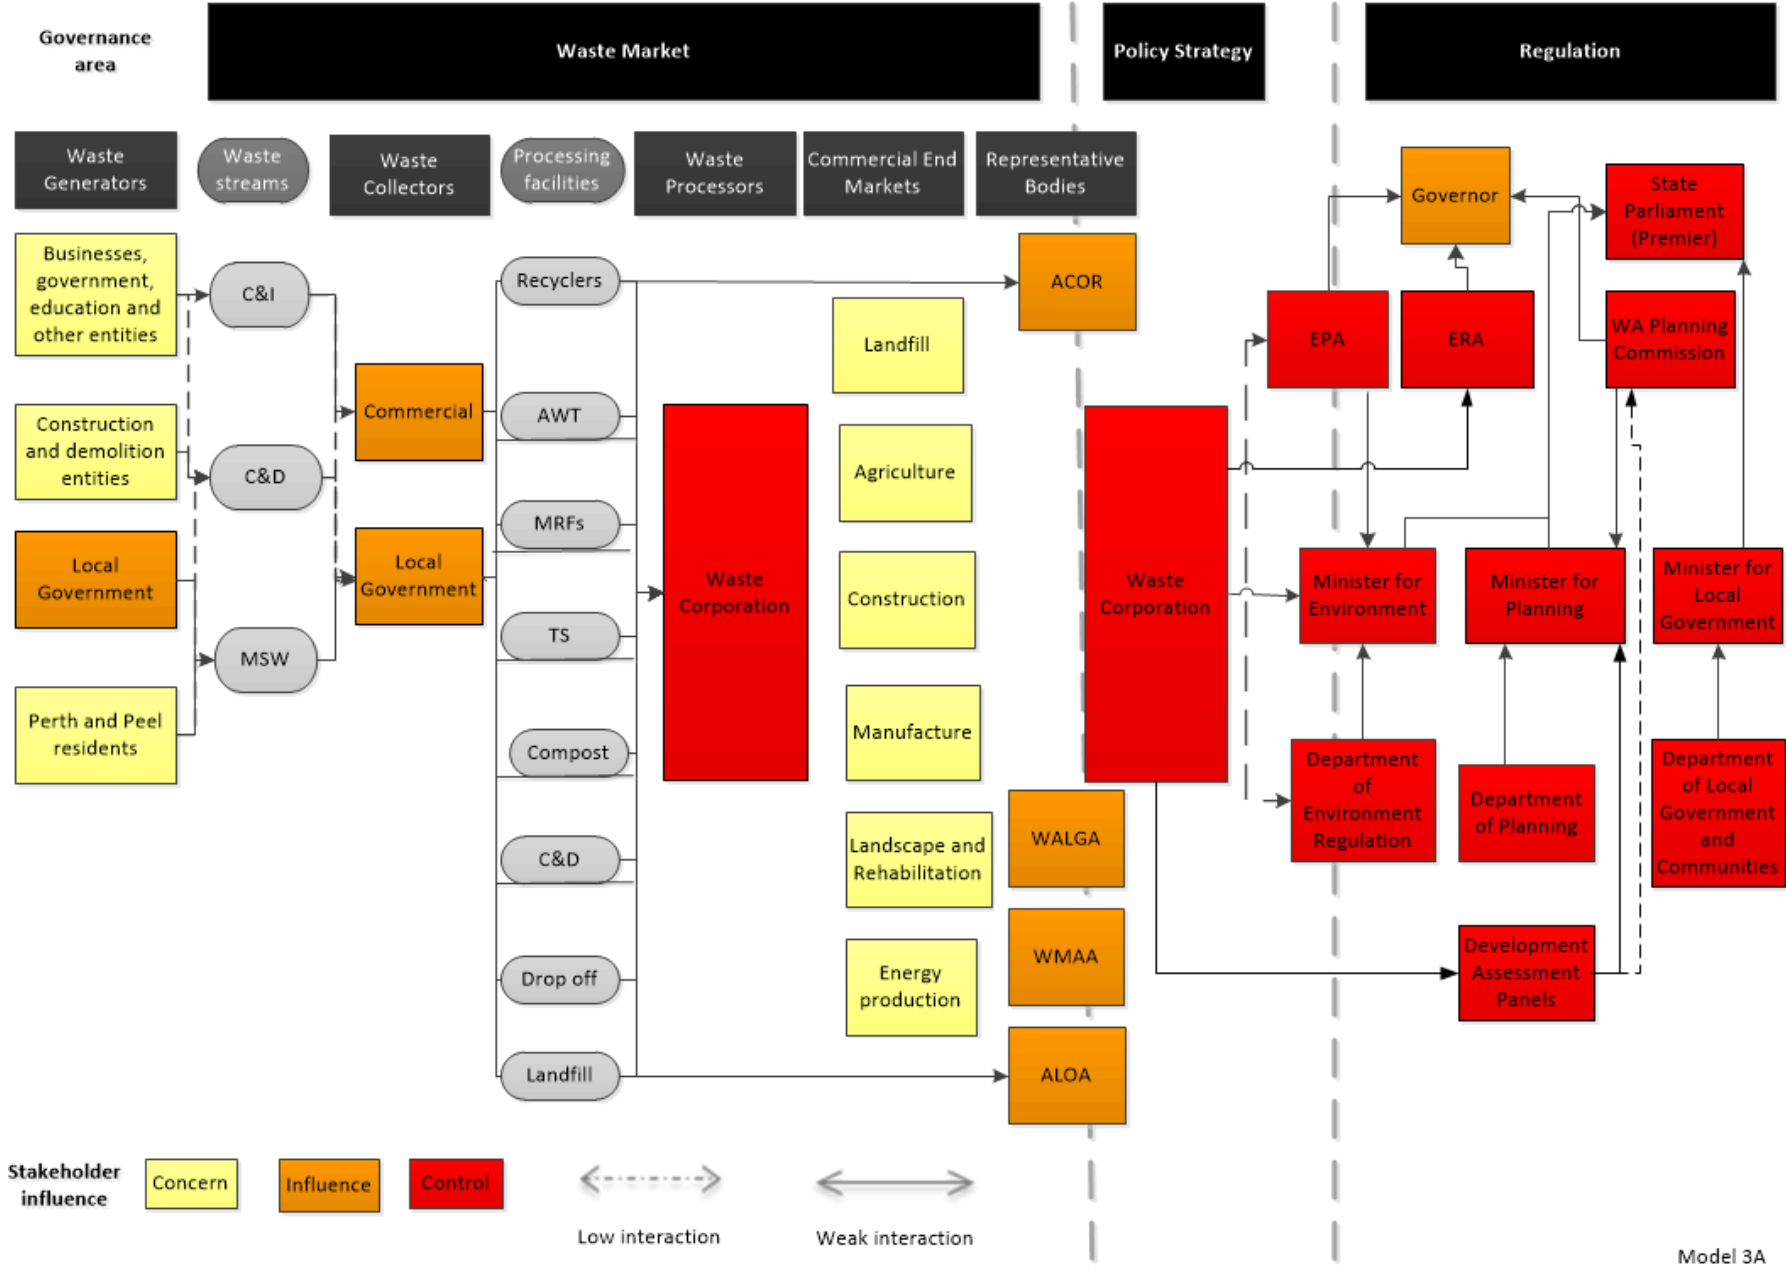 Governance
area
Waste Market
Policy Strategy
Regulation
Waste
Generators
Waste
streams
Waste
Collectors
Processing
facilities
Waste
Processors
Commercial End
Markets
Representative
Bodies
Businesses,
government,
education and
other entities
Construction
and demolition
entities
Local
Government
Perth and Peel
residents
C&I
C&D
MSW
Commercial
Local
Government
Recyclers
AWT
MRFs
TS
Compost
C&D
Drop off
Landfill
Waste
Corporation
Landfill
Agriculture
Construction
Manufacture
Landscape and
Rehabilitation
Energy
production
ACOR
WALGA
WMAA
ALOA
Waste
Corporation
Governor
State
Parliament
(Premier)
EPA
ERA
WA Planning
Commission
Minister for
Environment
Minister for
Planning
Minister for
Local
Government
Department
of
Environment
Regulation
Department
of Planning
Department
of Local
Government
and
Communities
Development
Assessment
Panels
Stakeholder
influence
Concern
Influence
Control
Low interaction
Weak interaction
Model 3A